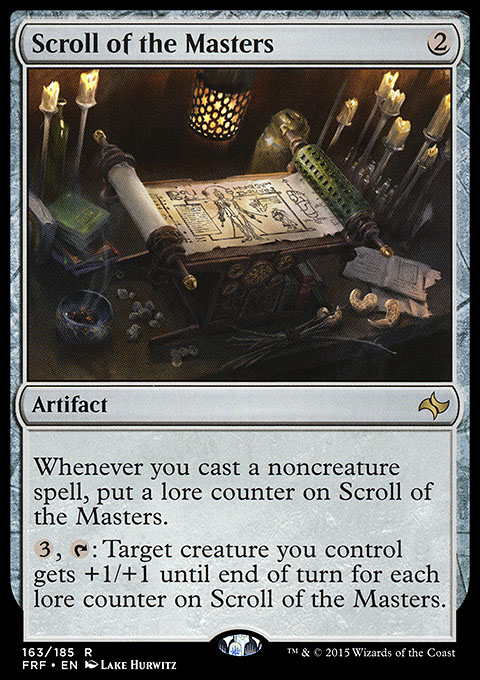 Scroll of the Masters 2
Artifact
Whenever you cast a noncreature
spell, put a lore counter on Scroll of
the Masters.
3, : Target creature you control
gets +1/+1 until end of turn for each
lore counter on Scroll of the Masters.
163/185 R
FRF • EN Lake Hurwitz
™ & © 2015 Wizards of the Coast